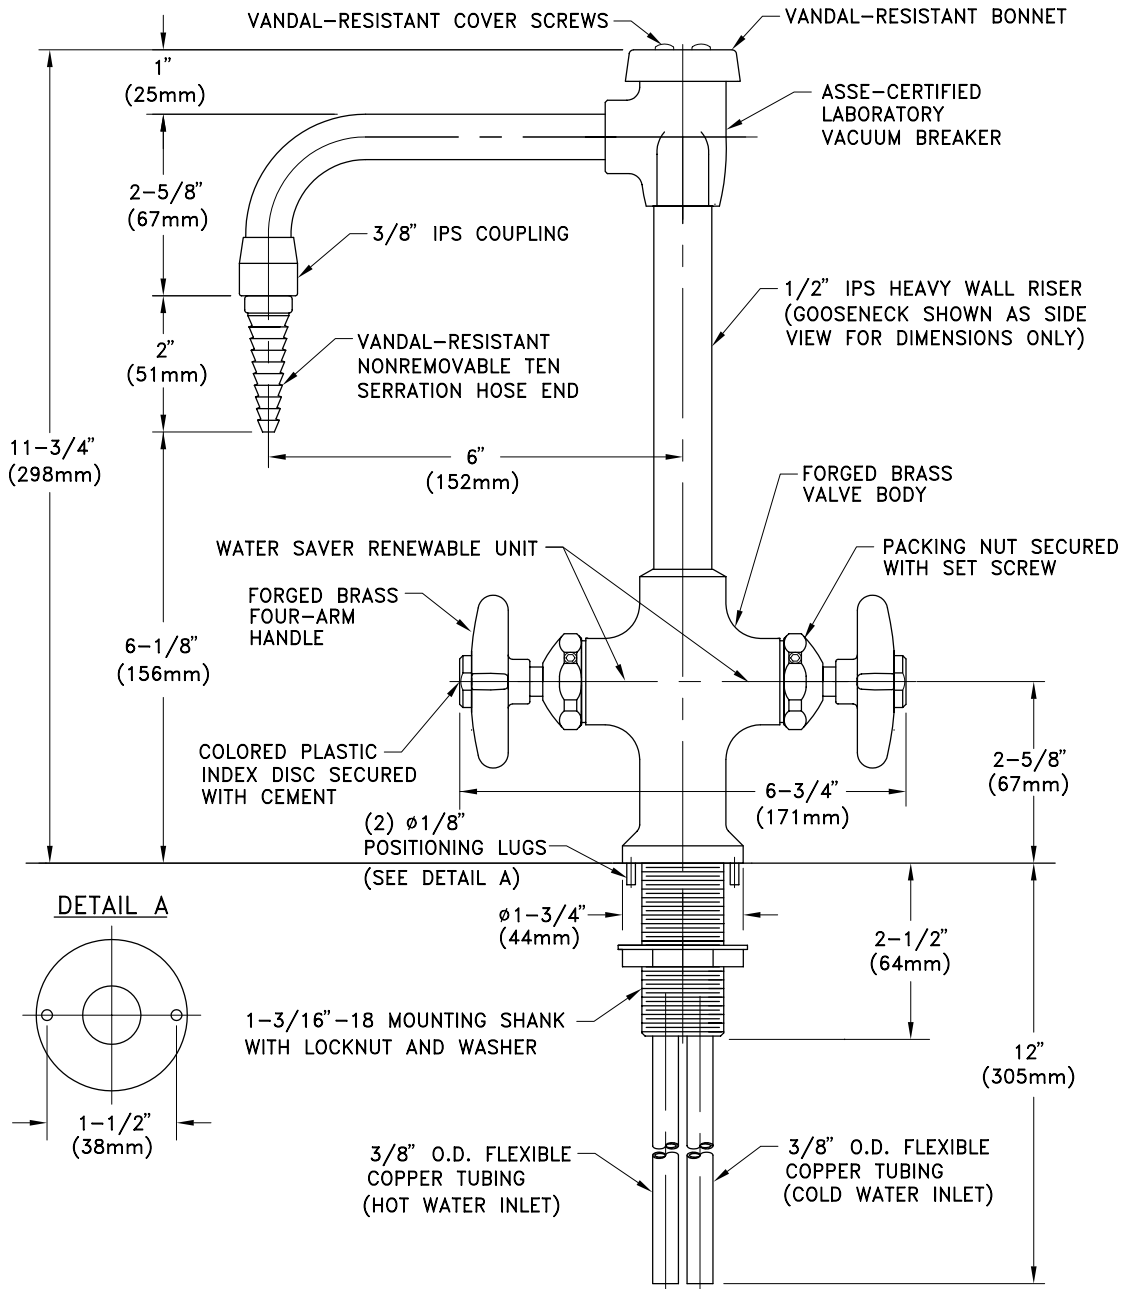 VANDAL-RESISTANT COVER SCREWS
VANDAL-RESISTANT BONNET
1"
(25mm)
ASSE-CERTIFIED
LABORATORY
VACUUM BREAKER
2-5/8"
(67mm)
3/8" IPS COUPLING
1/2" IPS HEAVY WALL RISER
(GOOSENECK SHOWN AS SIDE
VIEW FOR DIMENSIONS ONLY)
2"
(51mm)
VANDAL-RESISTANT
NONREMOVABLE TEN
SERRATION HOSE END
11-3/4"
(298mm)
6"
(152mm)
FORGED BRASS
VALVE BODY
WATER SAVER RENEWABLE UNIT
PACKING NUT SECURED
WITH SET SCREW
FORGED BRASS
FOUR-ARM
HANDLE
6-1/8"
(156mm)
COLORED PLASTIC
INDEX DISC SECURED
WITH CEMENT
2-5/8"
(67mm)
6-3/4"
(171mm)
(2) ø1/8"
POSITIONING LUGS
(SEE DETAIL A)
DETAIL A
ø1-3/4"
(44mm)
2-1/2"
(64mm)
1-3/16"-18 MOUNTING SHANK
WITH LOCKNUT AND WASHER
12"
(305mm)
1-1/2"
(38mm)
3/8" O.D. FLEXIBLE
COPPER TUBING
(HOT WATER INLET)
3/8" O.D. FLEXIBLE
COPPER TUBING
(COLD WATER INLET)